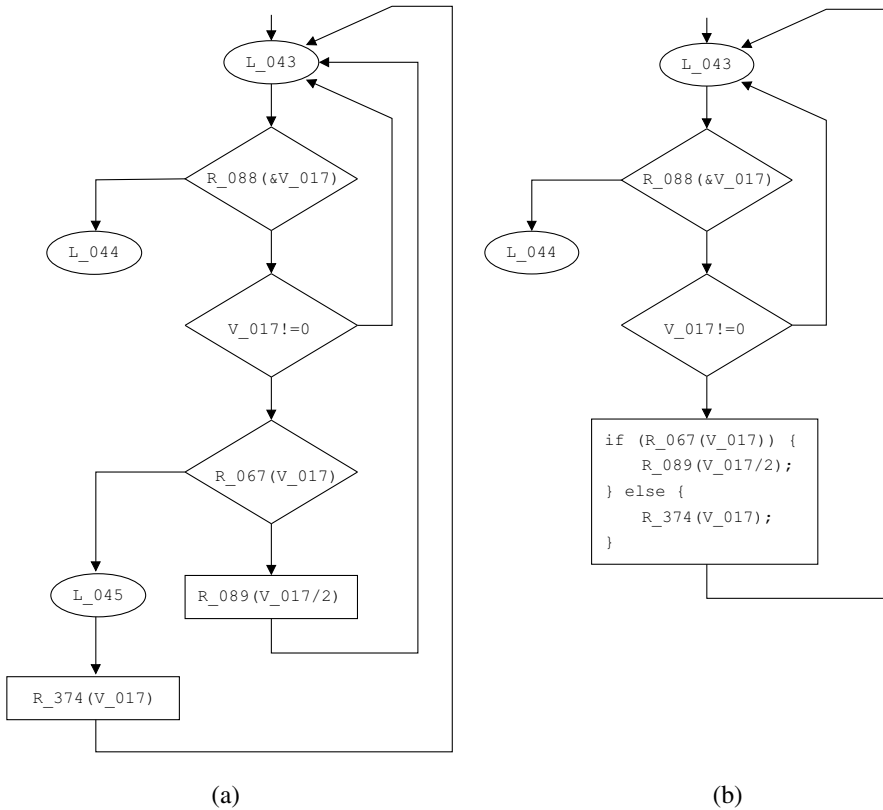 L_043
R_088(&V_017)
L_044
V_017!=0
R_067(V_017)
L_045
R_089(V_017/2)
R_374(V_017)
(a)
L_043
R_088(&V_017)
L_044
V_017!=0
if (R_067(V_017)) {
R_089(V_017/2);
} else {
R_374(V_017);
}
(b)